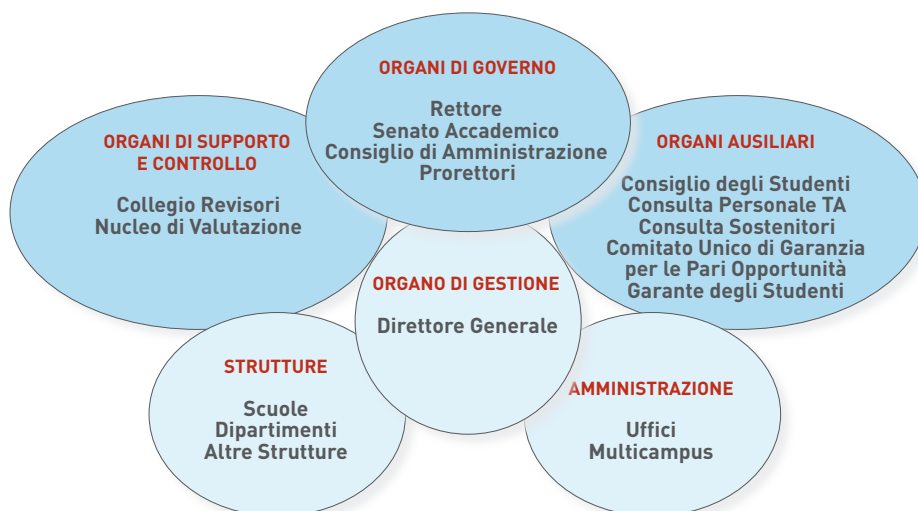 ORGANI DI GOVERNO
Rettore
Senato Accademico
Consiglio di Amministrazione
Prorettori
ORGANI DI SUPPORTO
E CONTROLLO
Collegio Revisori
Nucleo di Valutazione
ORGANI AUSILIARI
Consiglio degli Studenti
Consulta Personale TA
Consulta Sostenitori
Comitato Unico di Garanzia
per le Pari Opportunità
Garante degli Studenti
ORGANO DI GESTIONE
Direttore Generale
STRUTTURE
Scuole
Dipartimenti
Altre Strutture
AMMINISTRAZIONE
Uffici
Multicampus